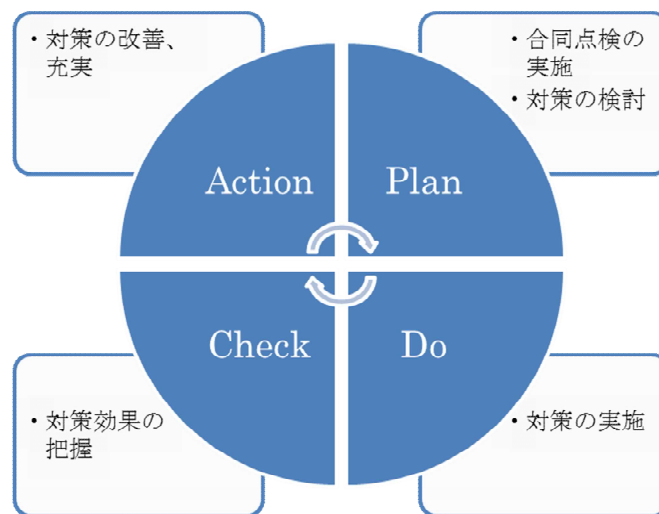 ・対策の改善、
充実
・合同点検の
実施
・対策の検討
Action
Plan
Check
Do
・対策効果の
把握
・対策の実施